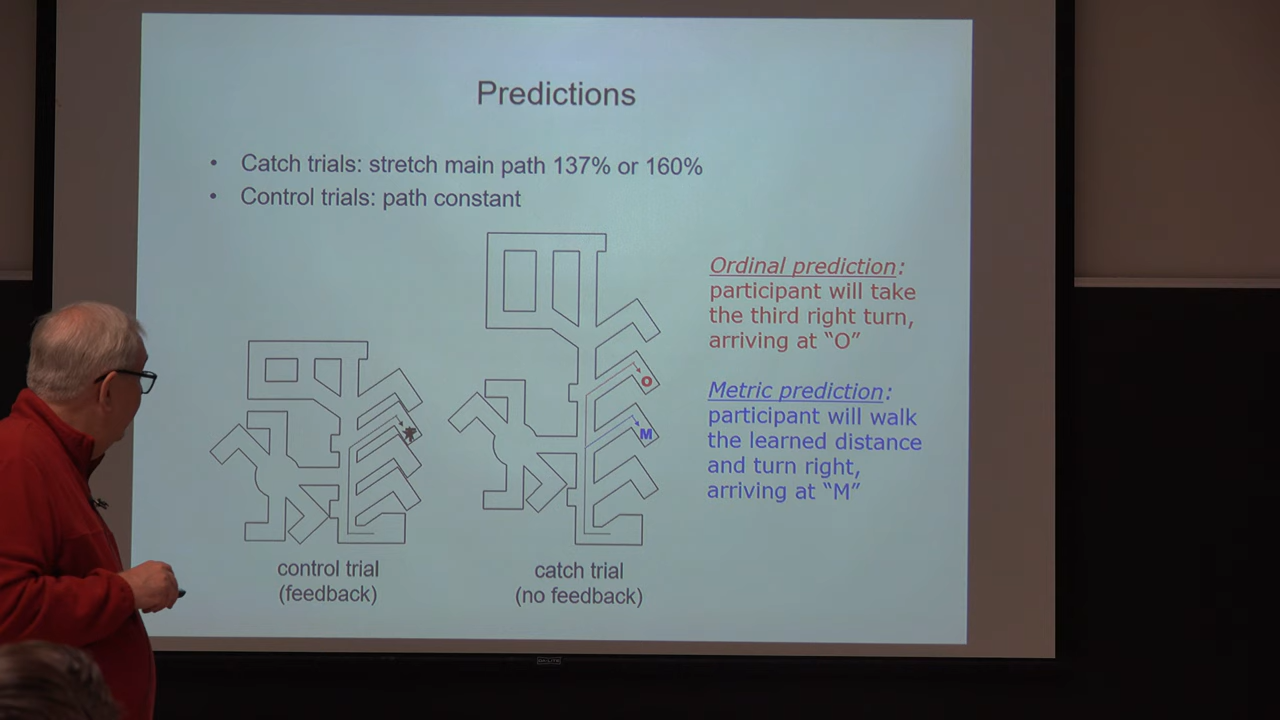 Predictions
• Catch trials: stretch main path 137% or 160%
• Control trials: path constant
Ordinal prediction:
participant will take
the third right turn,
arriving at “O”
Metric prediction:
participant will walk
the learned distance
and turn right,
arriving at “M”
O
M
control trial
(feedback)
catch trial
(no feedback)